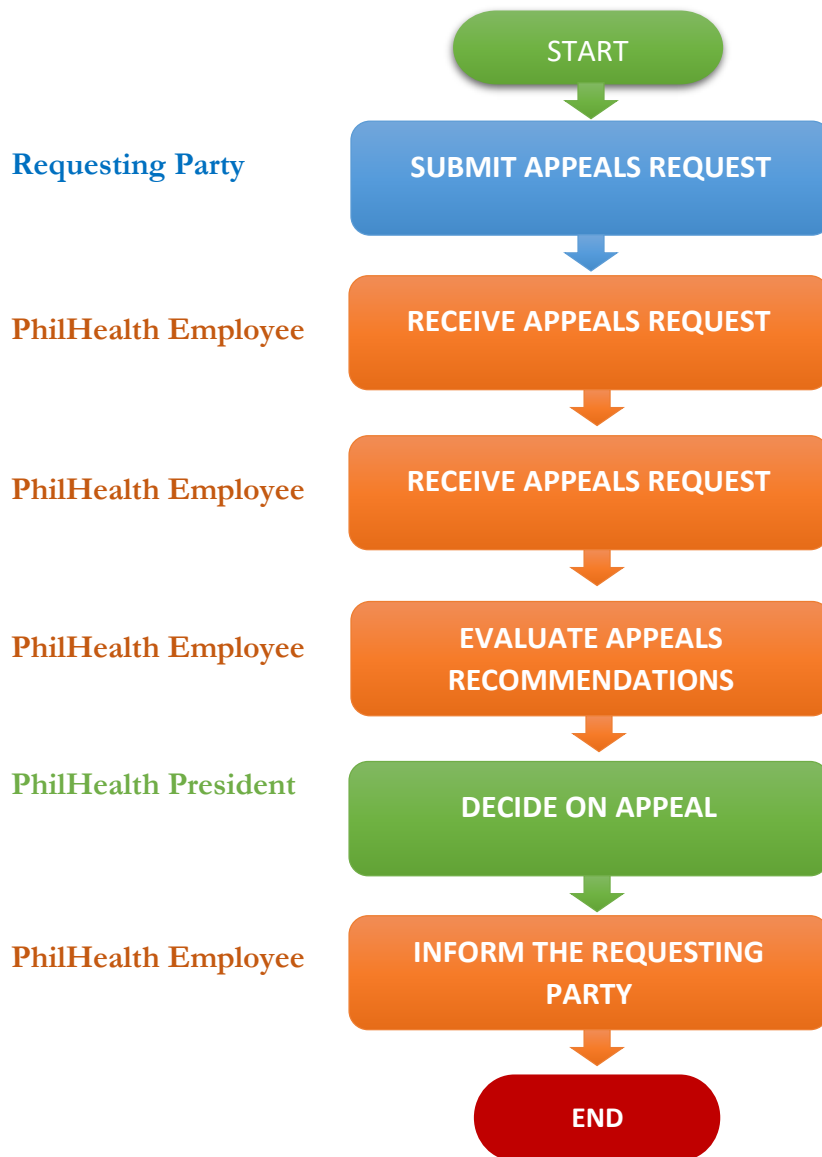 START
Requesting Party
SUBMIT APPEALS REQUEST
PhilHealth Employee
RECEIVE APPEALS REQUEST
PhilHealth Employee
RECEIVE APPEALS REQUEST
PhilHealth Employee
EVALUATE APPEALS
RECOMMENDATIONS
PhilHealth President
DECIDE ON APPEAL
PhilHealth Employee
INFORM THE REQUESTING
PARTY
END